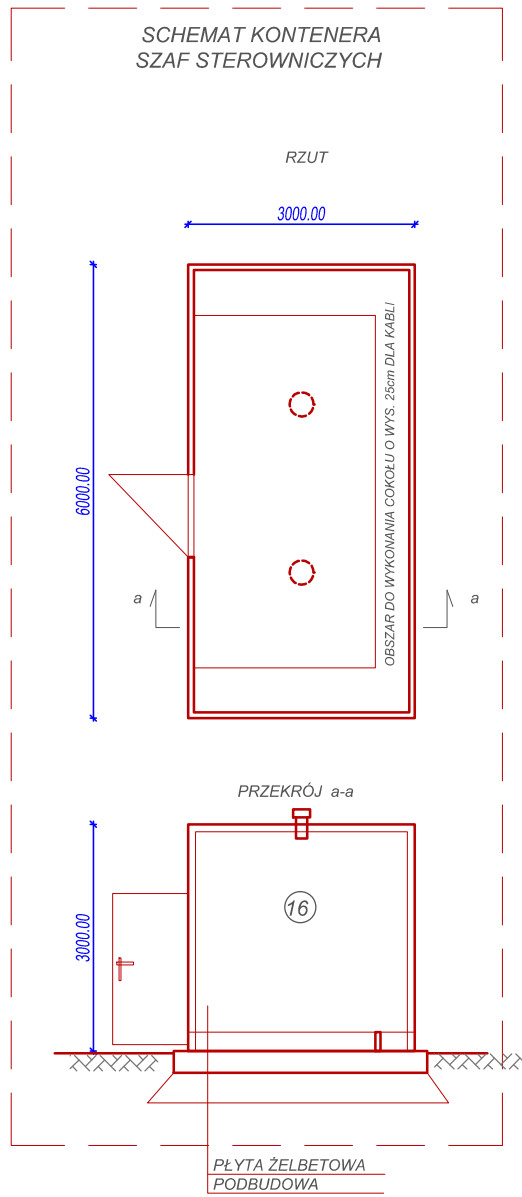 SCHEMAT KONTENERA
SZAF STEROWNICZYCH
RZUT
3000.00
6000.00
OBSZAR DO WYKONANIA COKOŁU O WYS. 25cm DLA KABLI
a
a
PRZEKRÓJ a-a
3000.00
16
PŁYTA ŻELBETOWA
PODBUDOWA